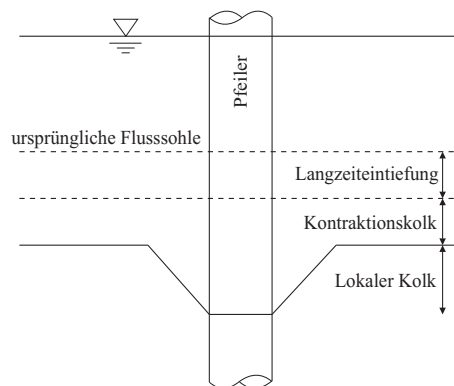 Pfeiler
ursprüngliche Flusssohle
Langzeiteintiefung
Kontraktionskolk
Lokaler Kolk